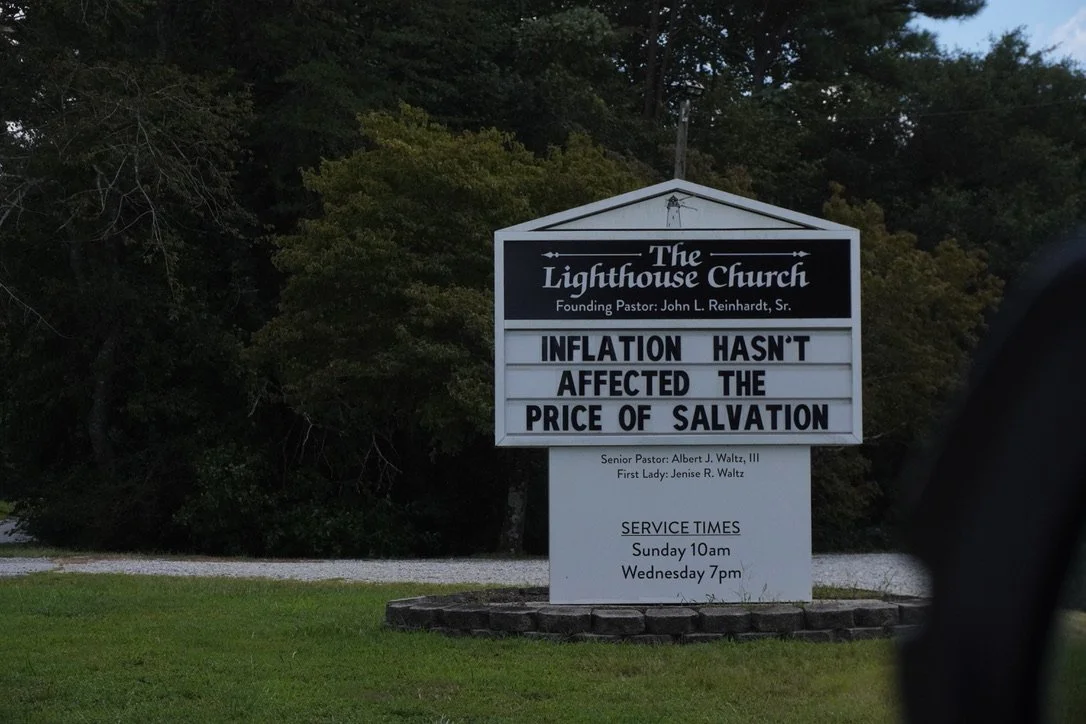 The
Lighthouse Church
Founding Pastor: John L. Reinhardt, Sr.
INFLATION HASN'T
AFFECTED THE
PRICE OF SALVATION
Senior Pastor: Albert J. Waltz, III
First Lady: Jenise R. Waltz
SERVICE TIMES
Sunday 10am
Wednesday 7pm